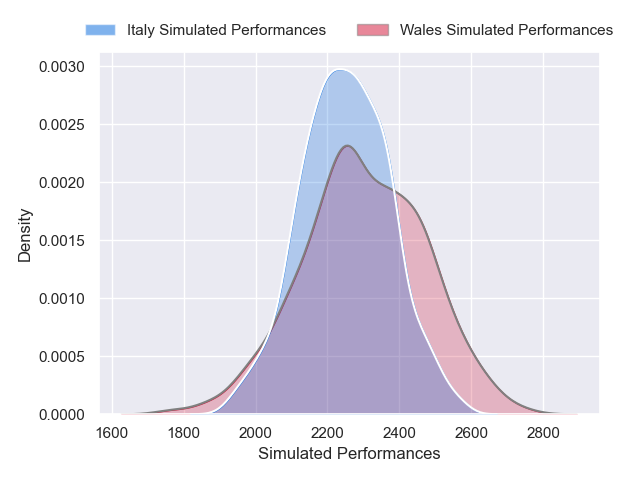 Italy Simulated Performances Wales Simulated Performances
0.0030
0.0025
0.0020
0.0015
0.0010
0.0005
0.0000
Density
1600 1800 2000 2200 2400 2600 2800
Simulated Performances